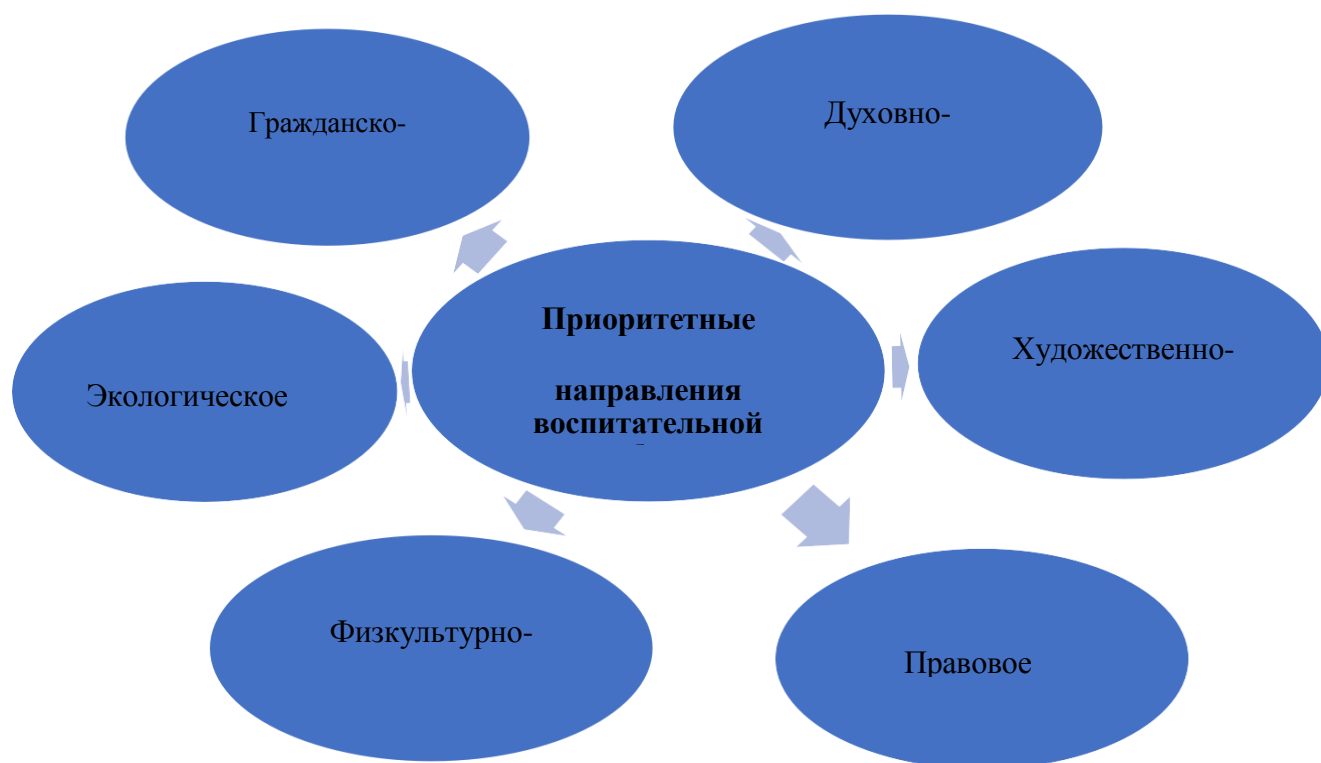 Гражданско-
Духовно-
Приоритетные
направления
воспитательной
Художественно-
Экологическое
Физкультурно-
Правовое